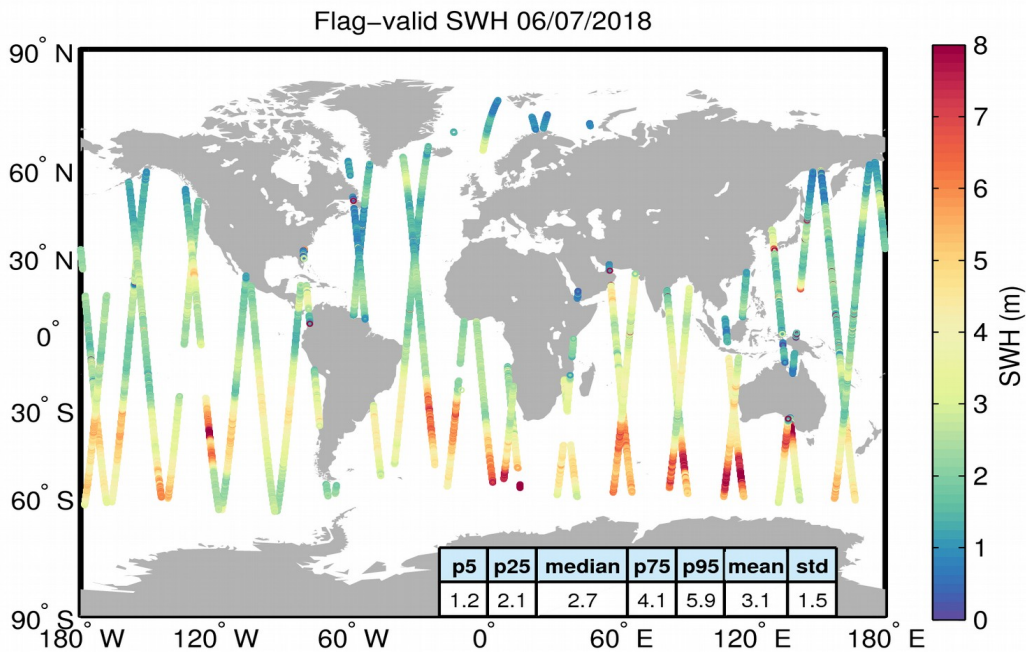 Flag−valid SWH 06/07/2018
90° N
60° N
30° N
0°
30° S
60° S
90° S
180° W
120° W
60° W
0°
60° E
120° E
180° E
p5 p25 median p75 p95 mean std
1.2 2.1 2.7 4.1 5.9 3.1 1.5
8
7
6
5
4
3
2
1
0
SWH (m)